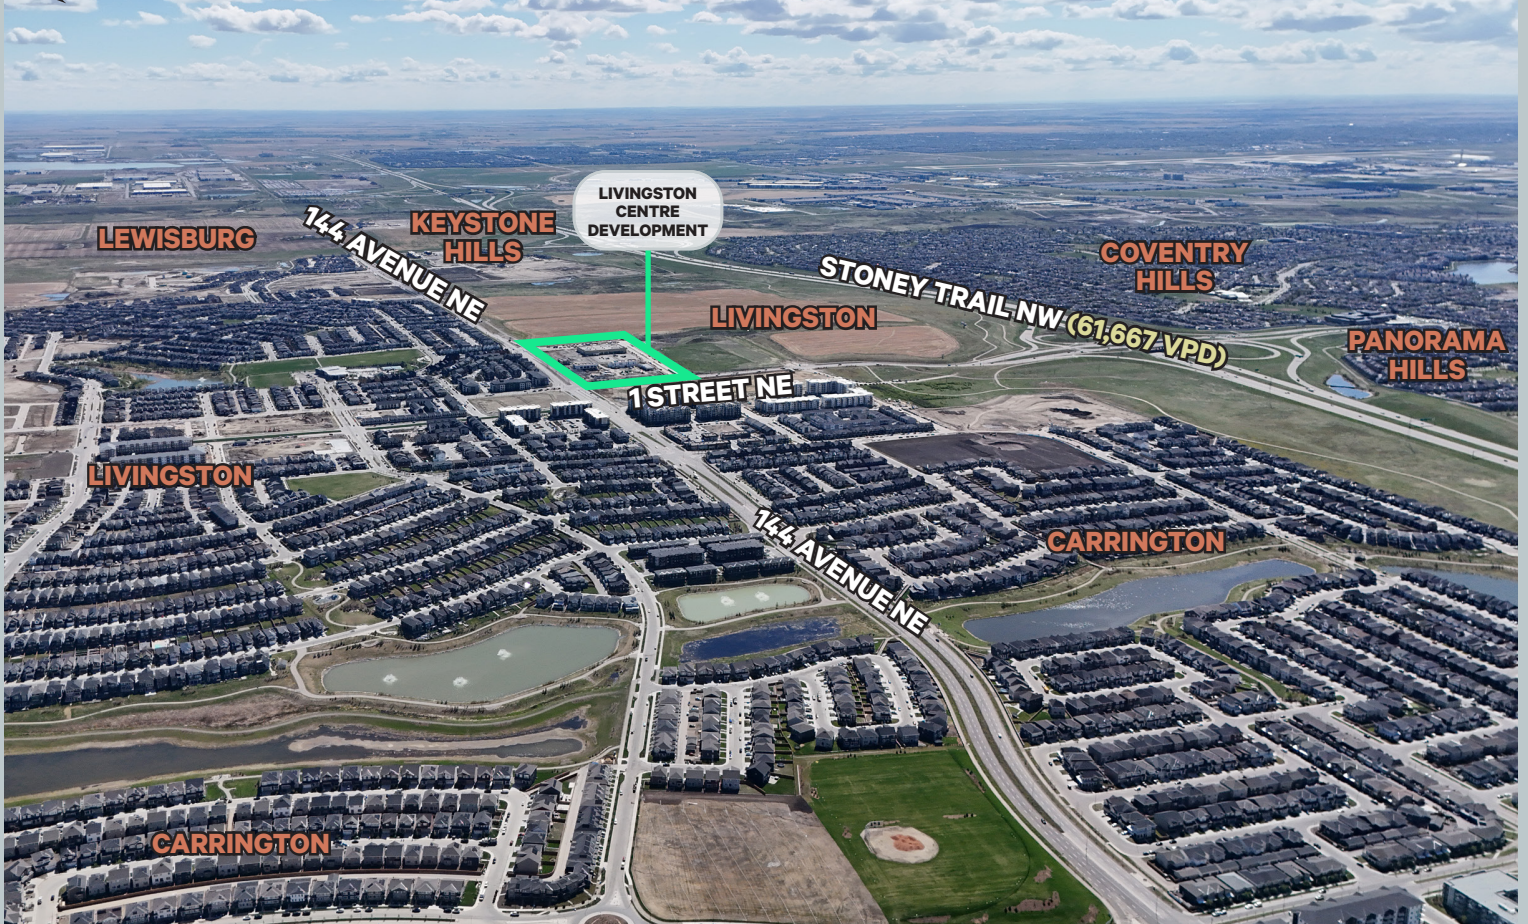 LIVINGSTON
CENTRE
DEVELOPMENT
LEWISBURG
144 AVENUE NE
KEYSTONE
HILLS
COVENTRY
HILLS
STONEY TRAIL NW (61,667 VPD)
LIVINGSTON
PANORAMA
HILLS
1 STREET NE
LIVINGSTON
144 AVENUE NE
CARRINGTON
CARRINGTON